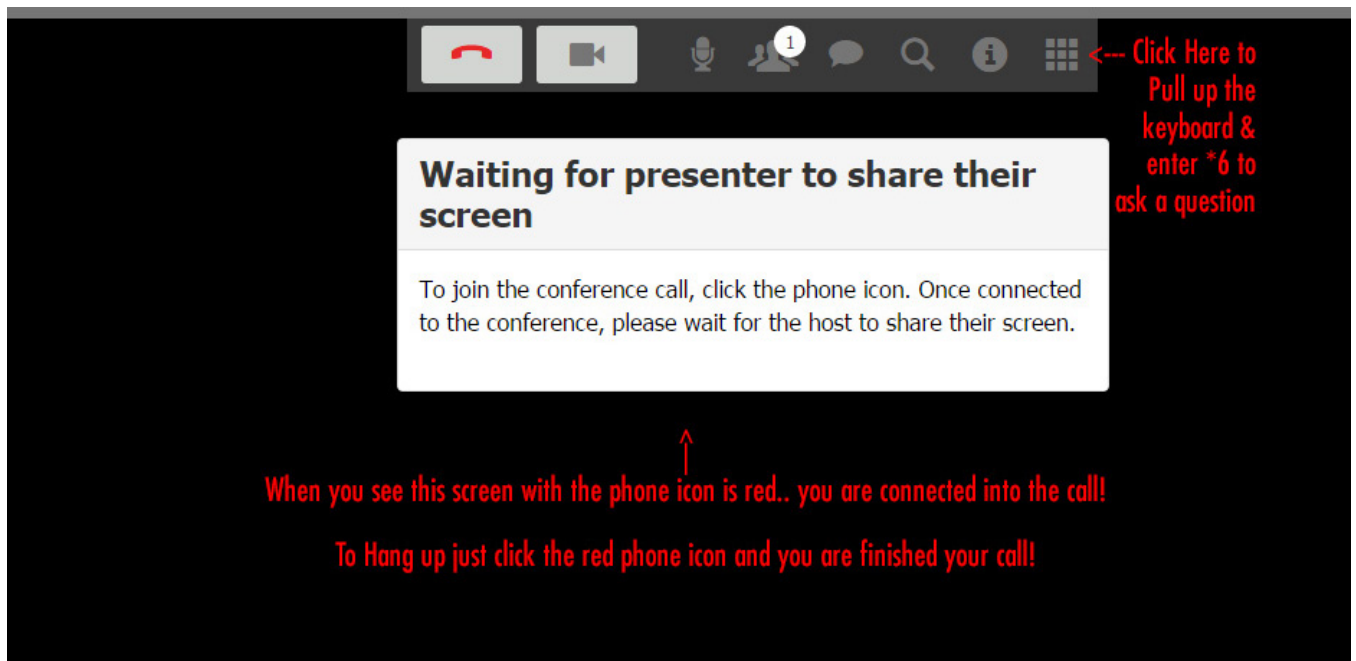 1
<--- Click Here to
Pull up the
keyboard &
enter *6 to
ask a question
Waiting for presenter to share their
screen
To join the conference call, click the phone icon. Once connected
to the conference, please wait for the host to share their screen.
When you see this screen with the phone icon is red.. you are connected into the call!
To Hang up just click the red phone icon and you are finished your call!